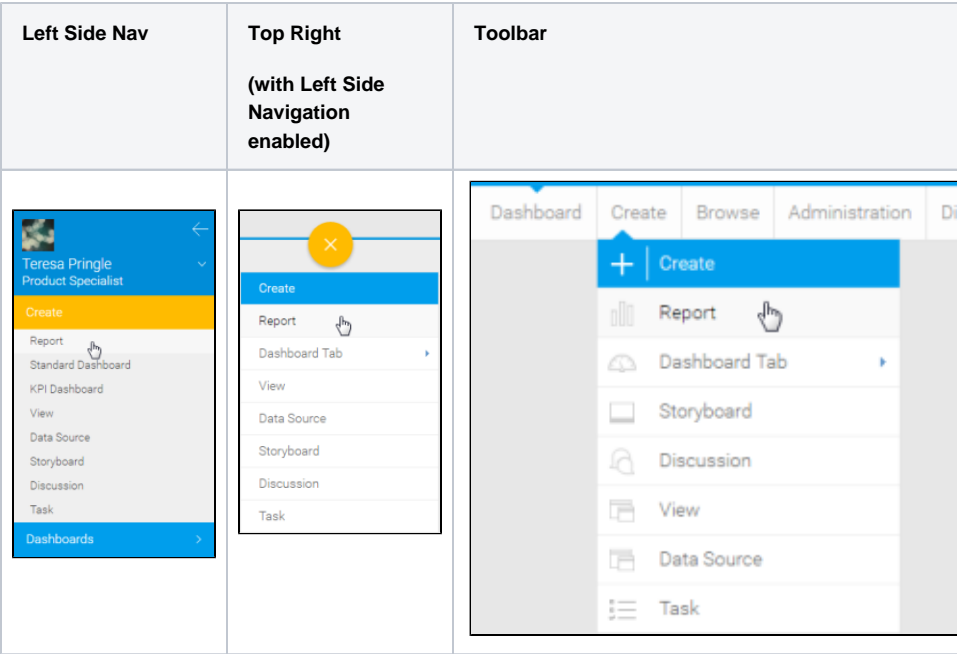 Left Side Nav
Top Right
(with Left Side
Navigation
enabled)
Toolbar
Teresa Pringle
Product Specialist
Create
Report
Standard Dashboard
KPI Dashboard
View
Data Source
Storyboard
Discussion
Task
Dashboards
Create
Report
Dashboard Tab
View
Data Source
Storyboard
Discussion
Task
Dashboard Create Browse Administration Di
Create
Report
Dashboard Tab
Storyboard
Discussion
View
Data Source
Task